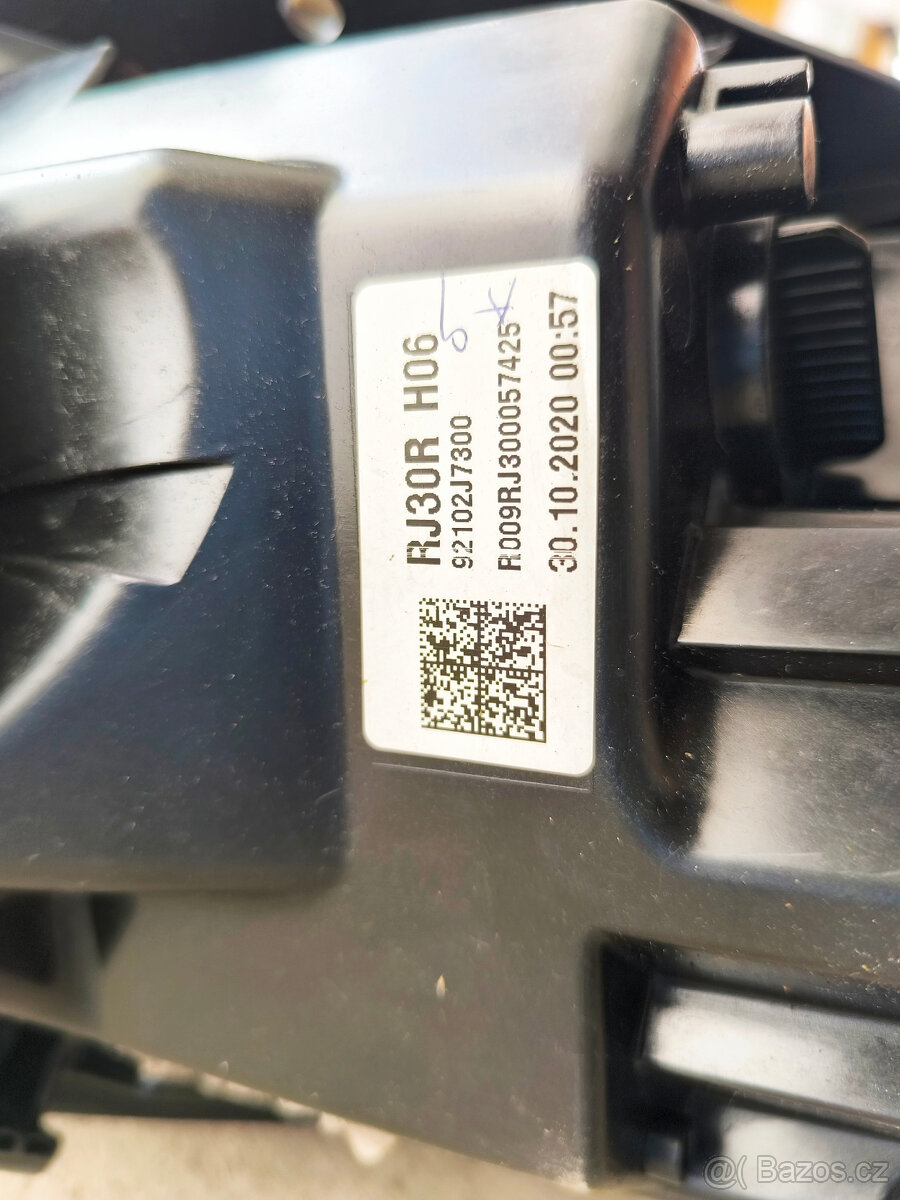 RJ30R H06
92102J7300
R009RJ300057425
30.10.2020 00:57
@( Bazos.cz